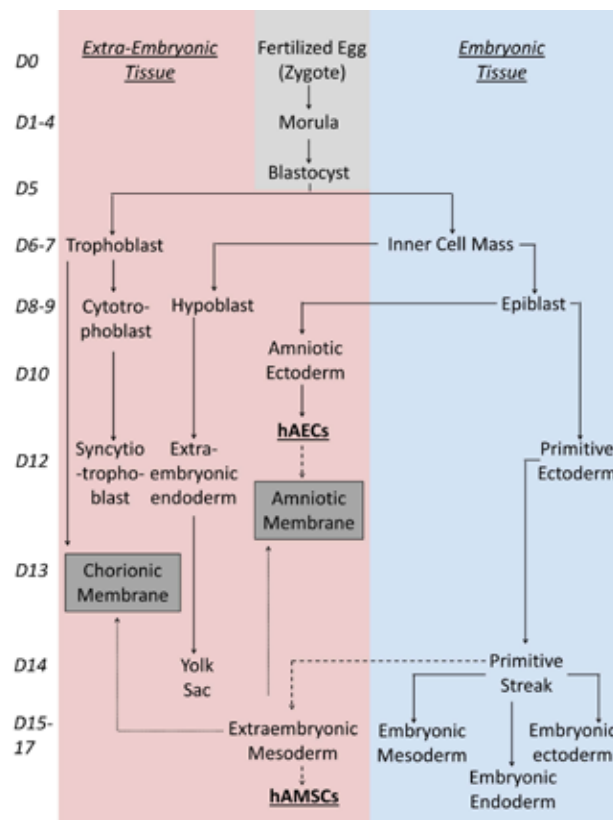 Extra-Embryonic
Tissue
Fertilized Egg
(Zygote)
Embryonic
Tissue
D0
D1-4
Morula
Blastocyst
D5
D6-7
Trophoblast
Inner Cell Mass
D8-9
Cytotro-
phoblast
Hypoblast
Epiblast
D10
Amniotic
Ectoderm
hAECs
D12
Syncytio
-tropho-
blast
Extra-
embryonic
endoderm
Primitive
Ectoderm
Amniotic
Membrane
D13
Chorionic
Membrane
D14
Yolk
Sac
Primitive
Streak
D15-
17
Extraembryonic
Mesoderm
Embryonic
Mesoderm
Embryonic
ectoderm
Embryonic
Endoderm
hAMSCs